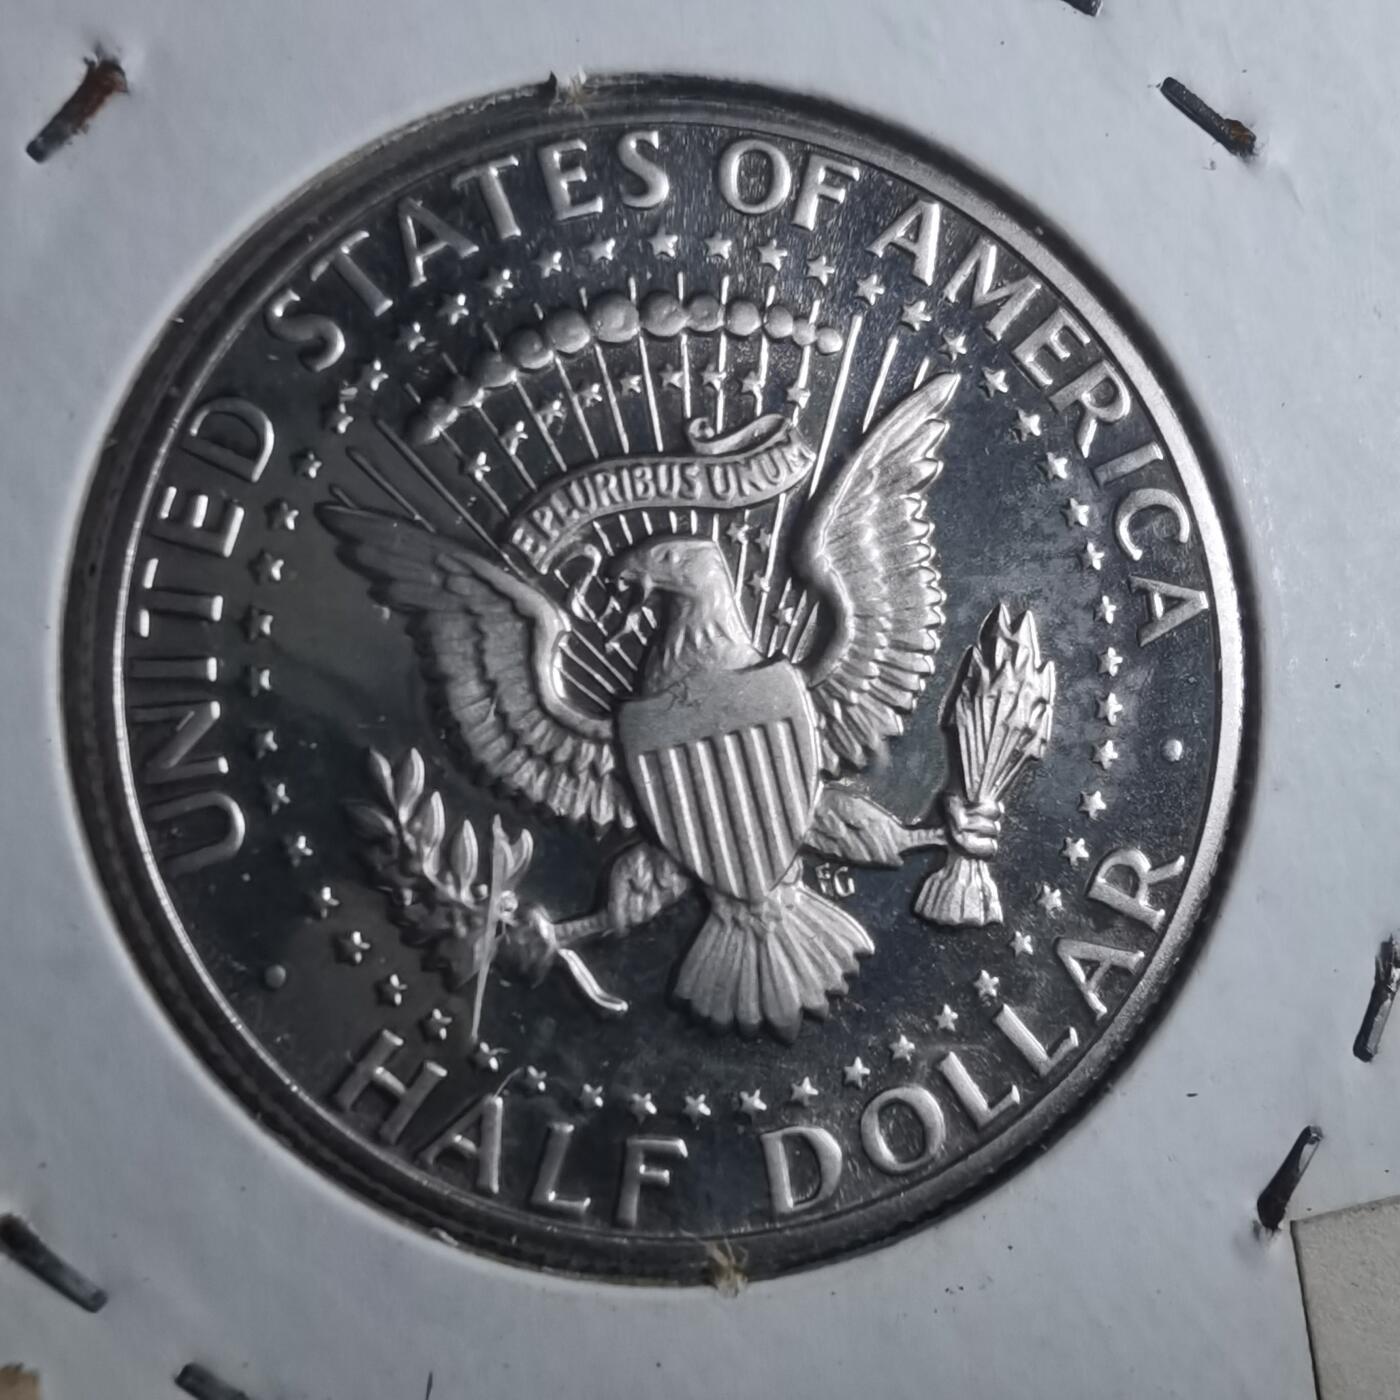 UNITED STATES OF AMERICA
E PLURIBUS UNUM
FG
HALF DOLLAR